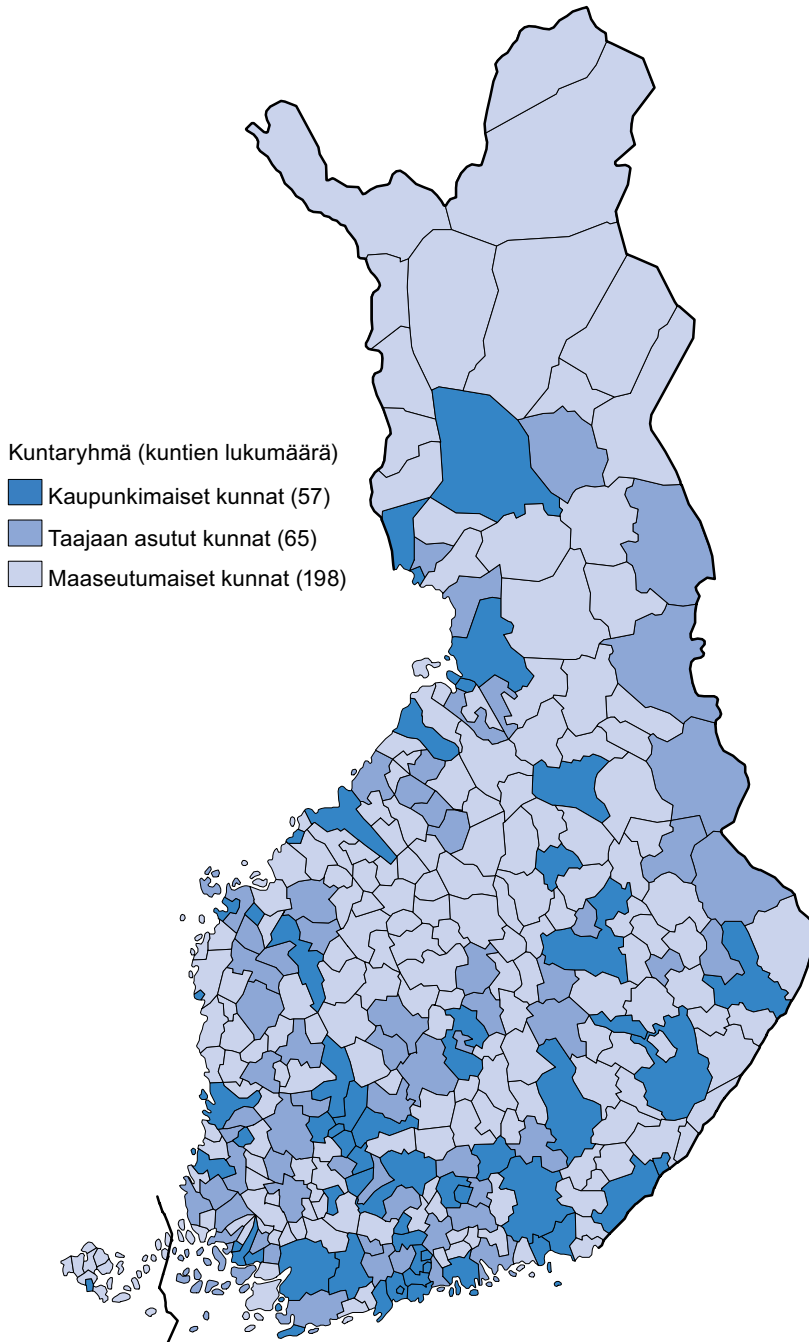 Kuntaryhmä (kuntien lukumäärä)
Kaupunkimaiset kunnat (57)
Taajaan asutut kunnat (65)
Maaseutumaiset kunnat (198)